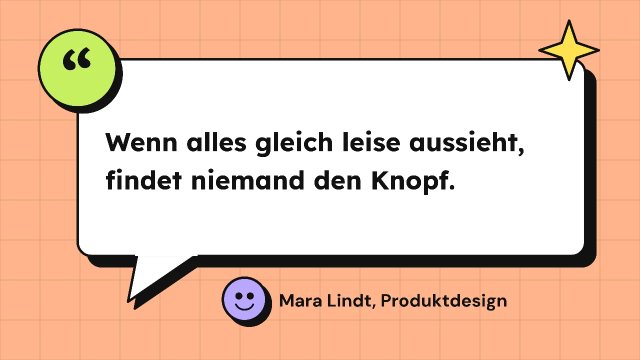 “
Wenn alles gleich leise aussieht,
findet niemand den Knopf.
Mara Lindt, Produktdesign